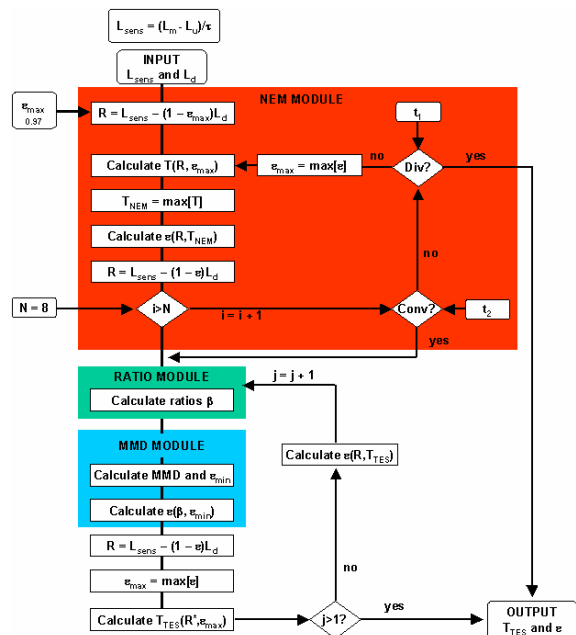 L_sens = (L_m - L_u)/τ
INPUT
L_sens and L_d
NEM MODULE
ε_max
0.97
R = L_sens – (1 – ε_max)L_d
t_1
Calculate T(R, ε_max)
ε_max = max[ε]
no
Div?
yes
T_NEM = max[T]
Calculate ε(R,T_NEM)
no
R = L_sens – (1 – ε)L_d
N = 8
i>N
i = i + 1
Conv?
t_2
yes
RATIO MODULE
j = j + 1
Calculate ratios β
MMD MODULE
Calculate ε(R,T_TES)
Calculate MMD and ε_min
Calculate ε(β, ε_min)
R = L_sens – (1 – ε)L_d
no
ε_max = max[ε]
Calculate T_TES(R*,ε_max)
j>1?
yes
OUTPUT
T_TES and ε